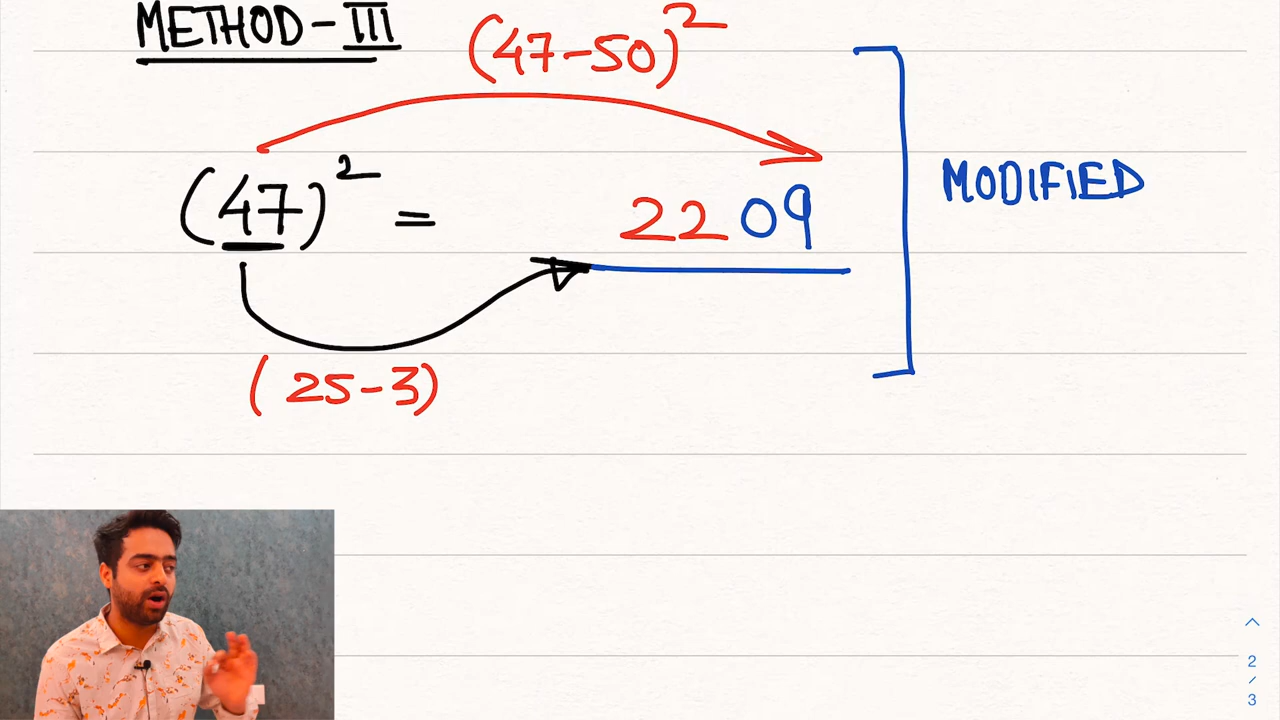 METHOD-III
(47-50)²
(47)² = 2209
MODIFIED
(25-3)
2
/
3